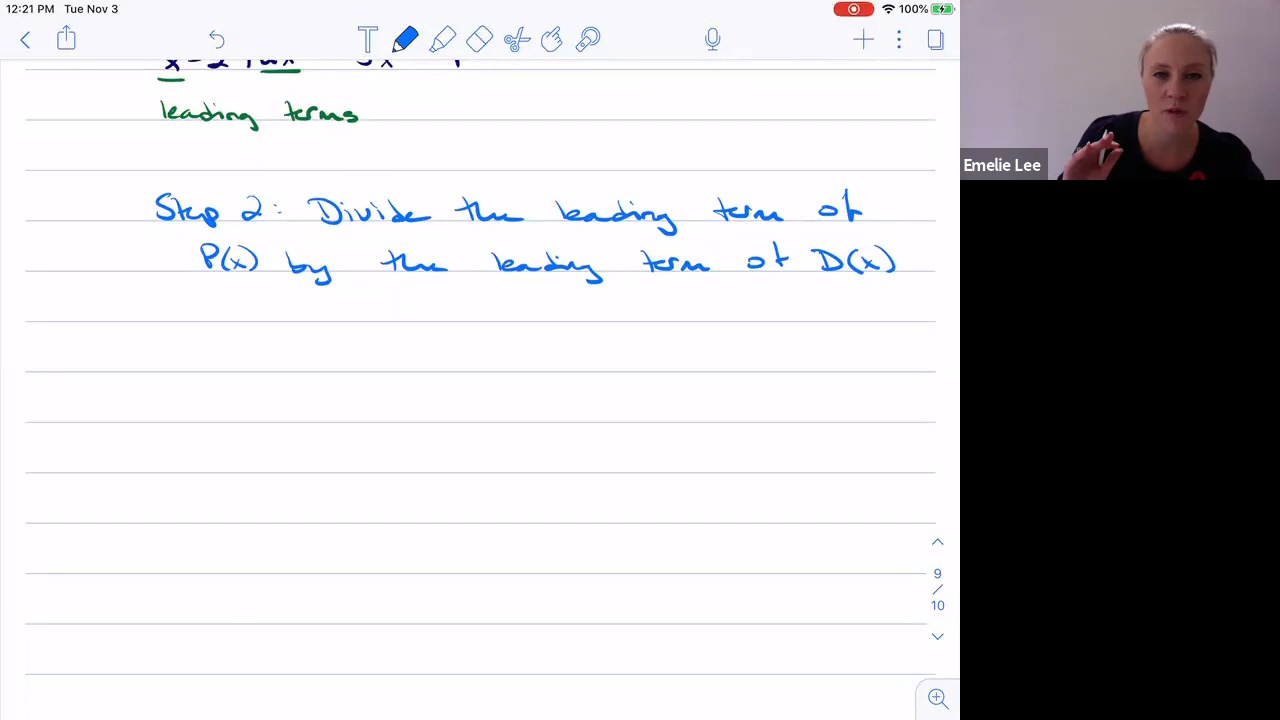 12:21 PM Tue Nov 3
100%
leading terms
Emelie Lee
Step 2: Divide the leading term of
P(x) by the leading term of D(x)
9
/
10